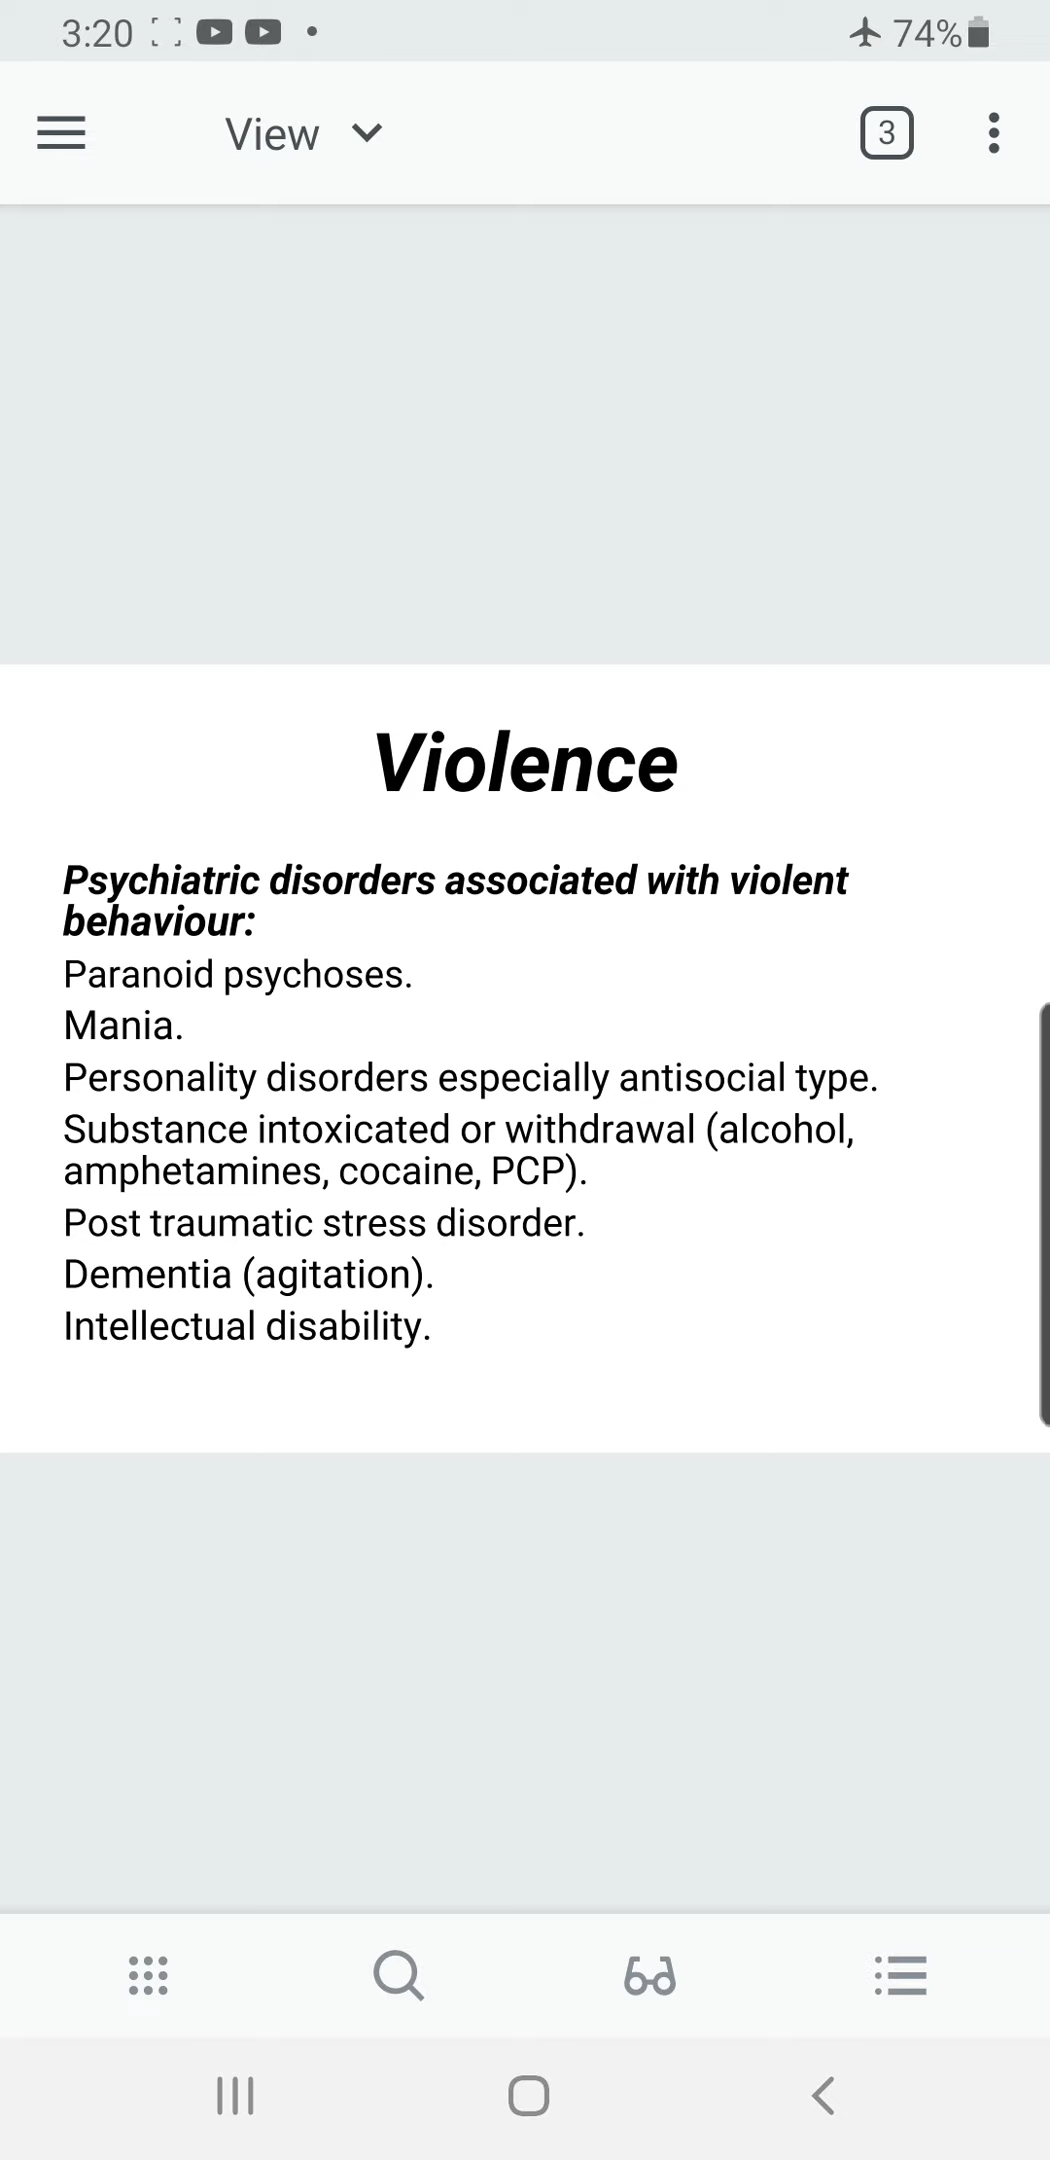 3:20
74%
View
3
Violence
Psychiatric disorders associated with violent
behaviour:
Paranoid psychoses.
Mania.
Personality disorders especially antisocial type.
Substance intoxicated or withdrawal (alcohol,
amphetamines, cocaine, PCP).
Post traumatic stress disorder.
Dementia (agitation).
Intellectual disability.